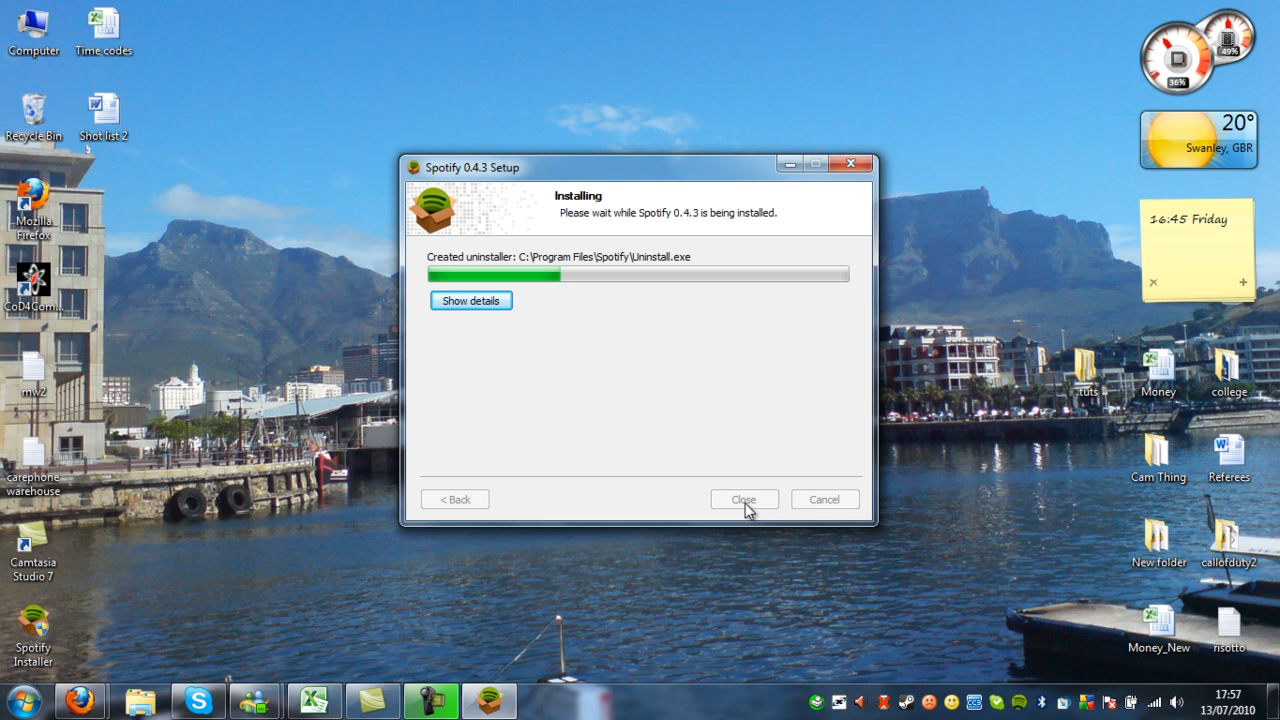 Computer
Time codes
Recycle Bin
Shot list 2
Mozilla
Firefox
CoD4Com...
mw2
carephone
warehouse
Camtasia
Studio 7
Spotify
Installer
Spotify 0.4.3 Setup
Installing
Please wait while Spotify 0.4.3 is being installed.
Created uninstaller: C:\Program Files\Spotify\Uninstall.exe
Show details
< Back
Close
Cancel
36%
49%
20°
Swanley, GBR
16:45 Friday
tuts
Money
college
Cam Thing
Referees
New folder
callofduty2
Money_New
risotto
CC3
17:57
13/07/2010